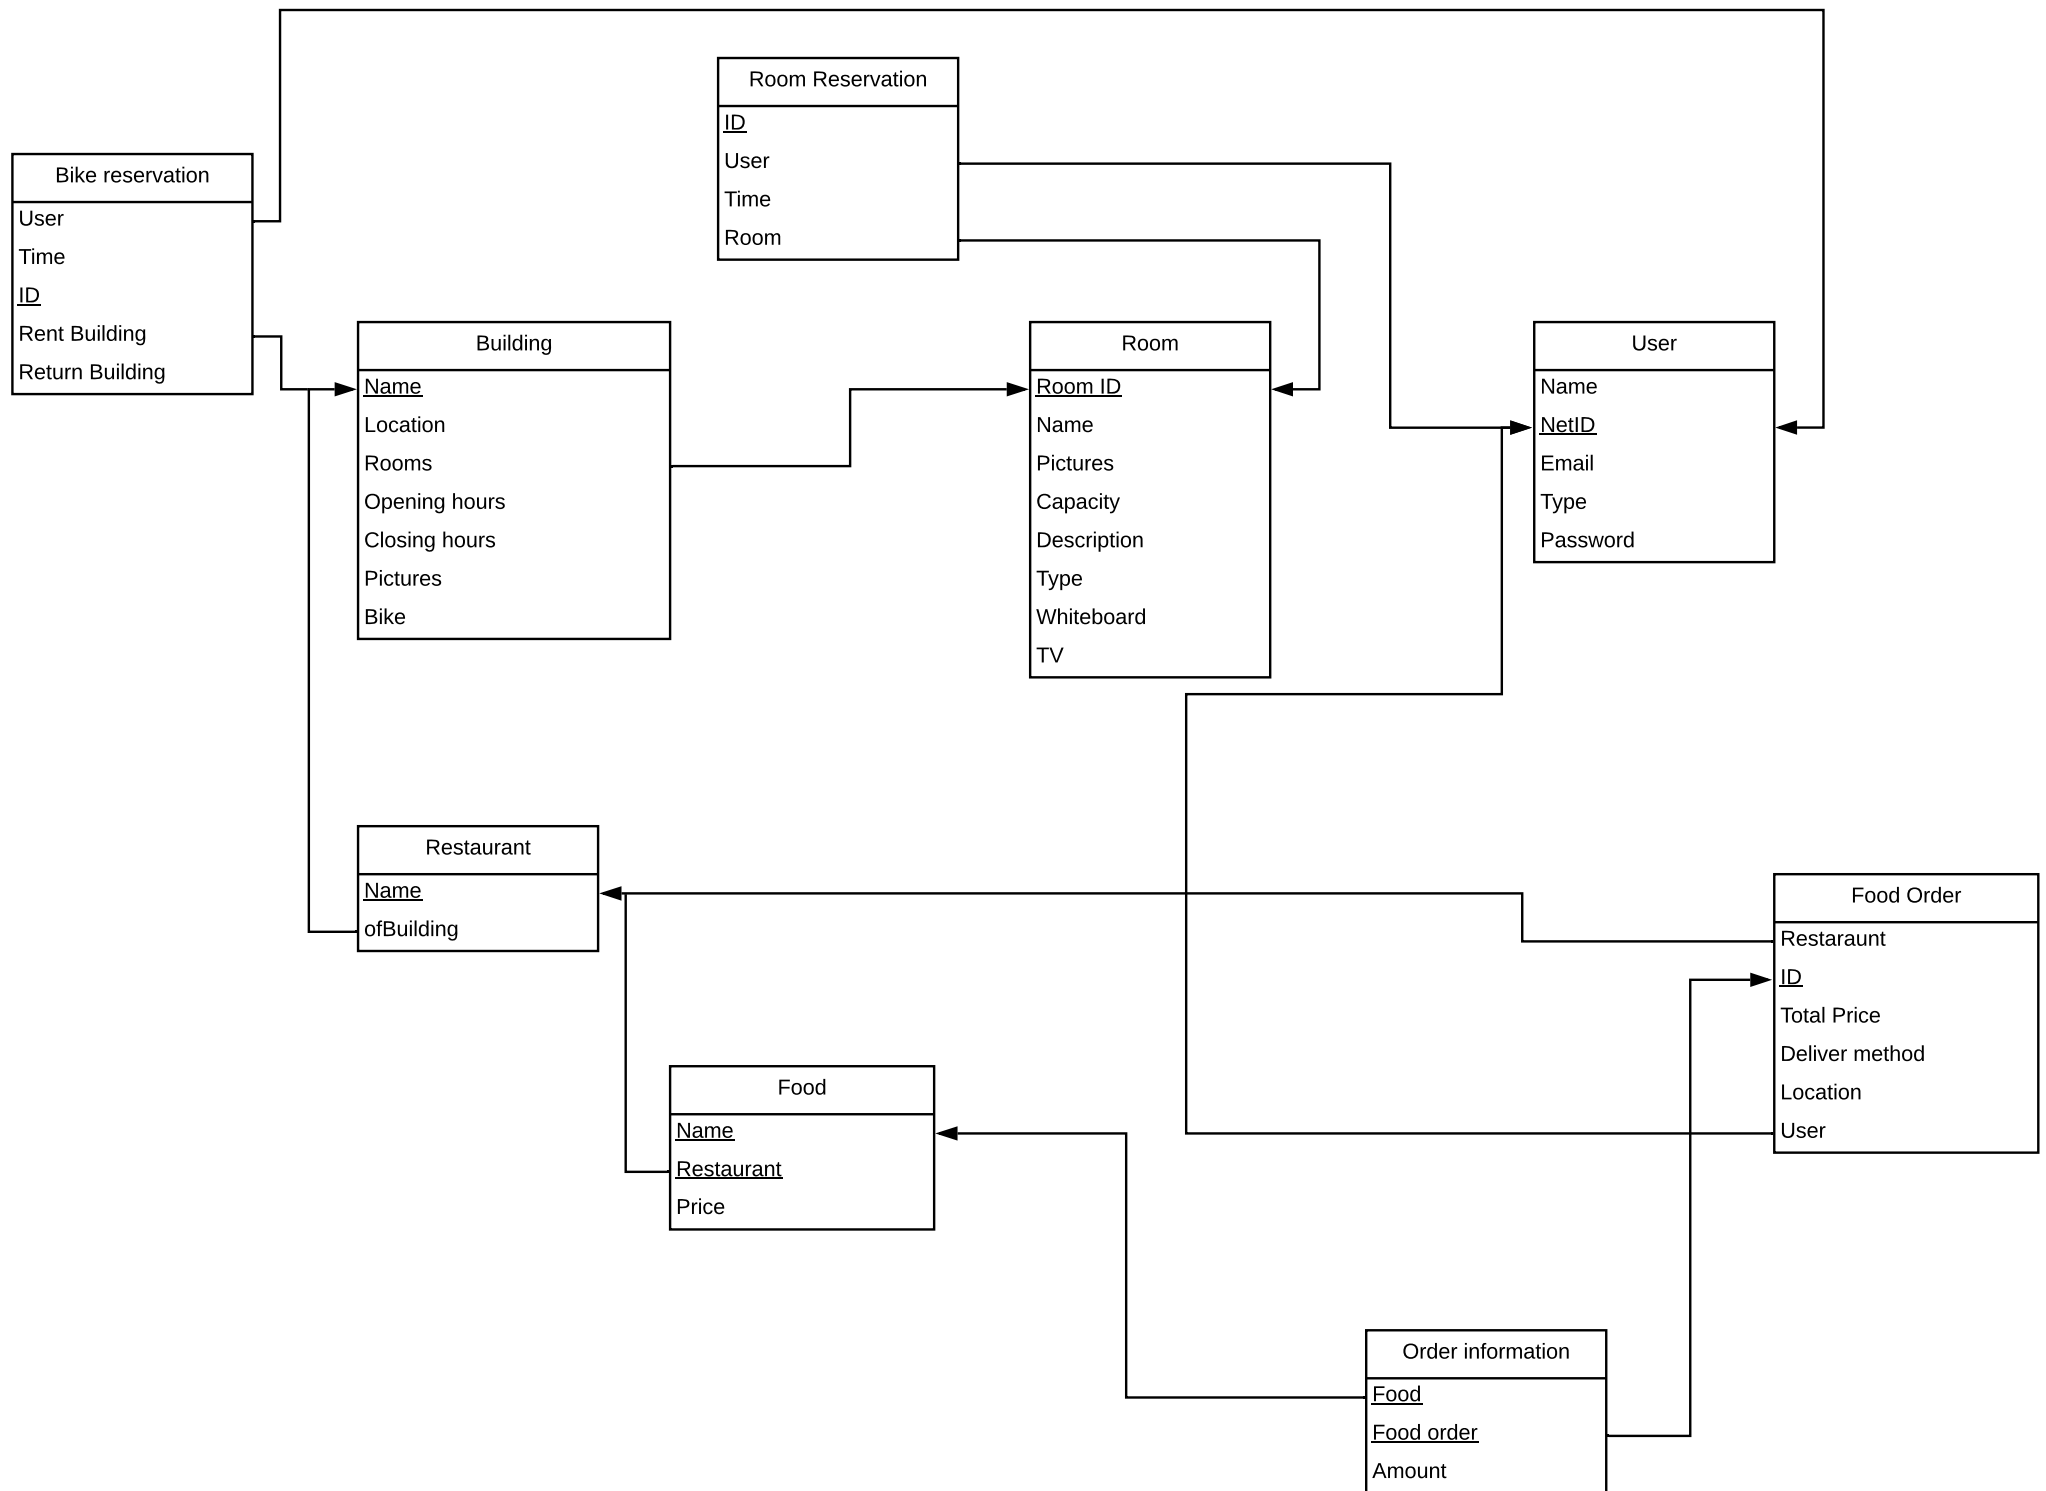 Room Reservation
ID
User
Time
Room
Bike reservation
User
Time
ID
Rent Building
Return Building
Building
Name
Location
Rooms
Opening hours
Closing hours
Pictures
Bike
Room
Room ID
Name
Pictures
Capacity
Description
Type
Whiteboard
TV
User
Name
NetID
Email
Type
Password
Restaurant
Name
ofBuilding
Food Order
Restaraunt
ID
Total Price
Deliver method
Location
User
Food
Name
Restaurant
Price
Order information
Food
Food order
Amount